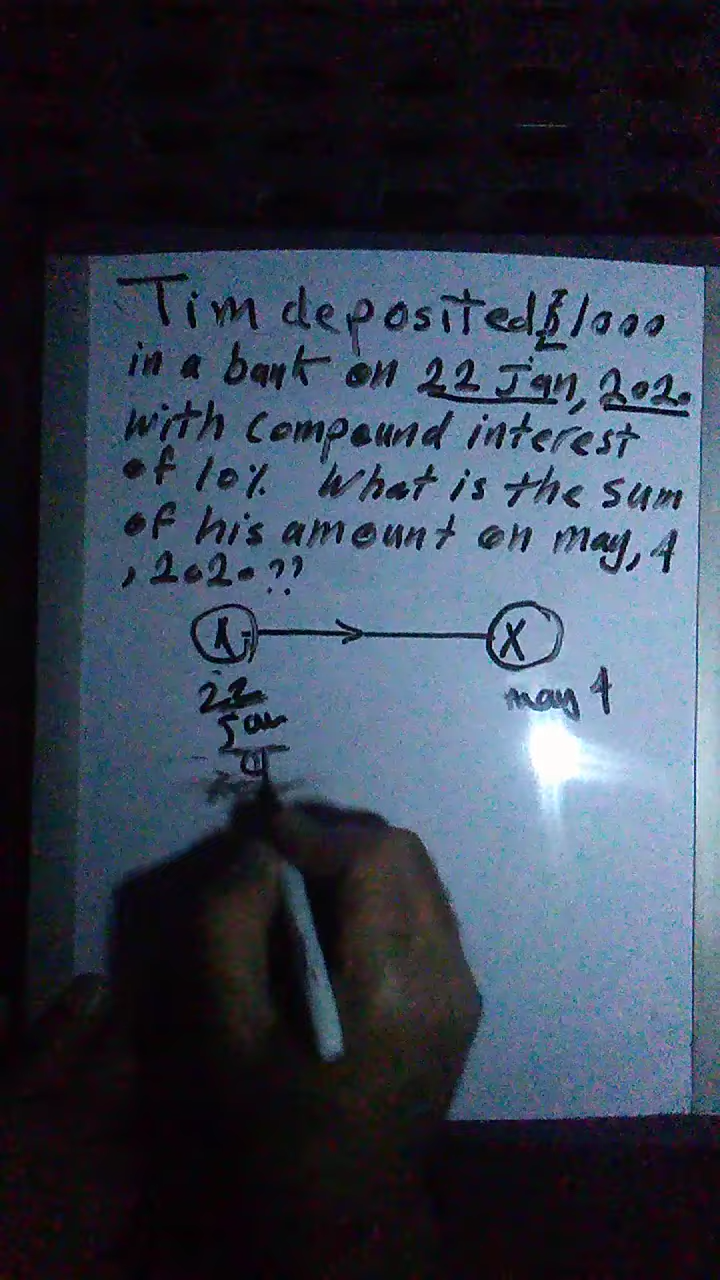 Tim deposited £1000
in a bank on 22 Jan, 2020
with compound interest
of 10% What is the sum
of his amount on may, 4
, 2020??
X
22
Jan
may 4